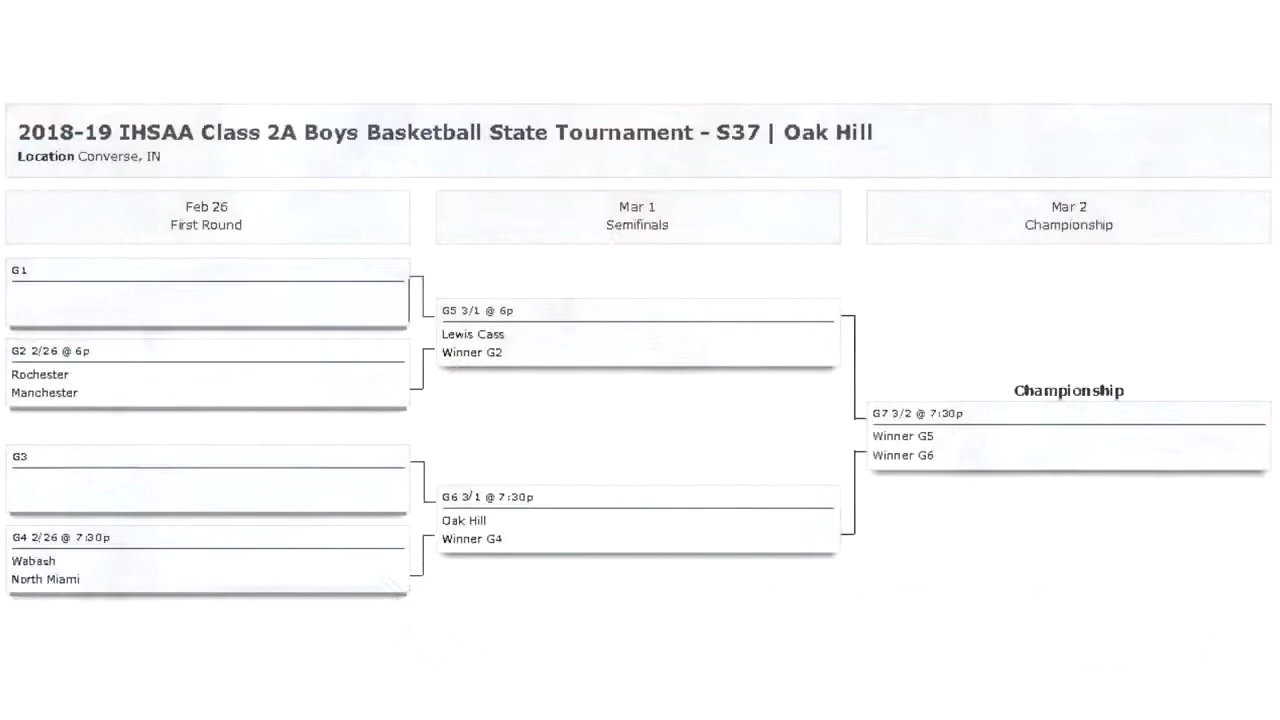 2018-19 IHSAA Class 2A Boys Basketball State Tournament - S37 | Oak Hill
Location Converse, IN
Feb 26
First Round
Mar 1
Semifinals
Mar 2
Championship
G1
G2 2/26 @ 6p
Rochester
Manchester
G3
G4 2/26 @ 7:30p
Wabash
North Miami
G5 3/1 @ 6p
Lewis Cass
Winner G2
G6 3/1 @ 7:30p
Oak Hill
Winner G4
Championship
G7 3/2 @ 7:30p
Winner G5
Winner G6